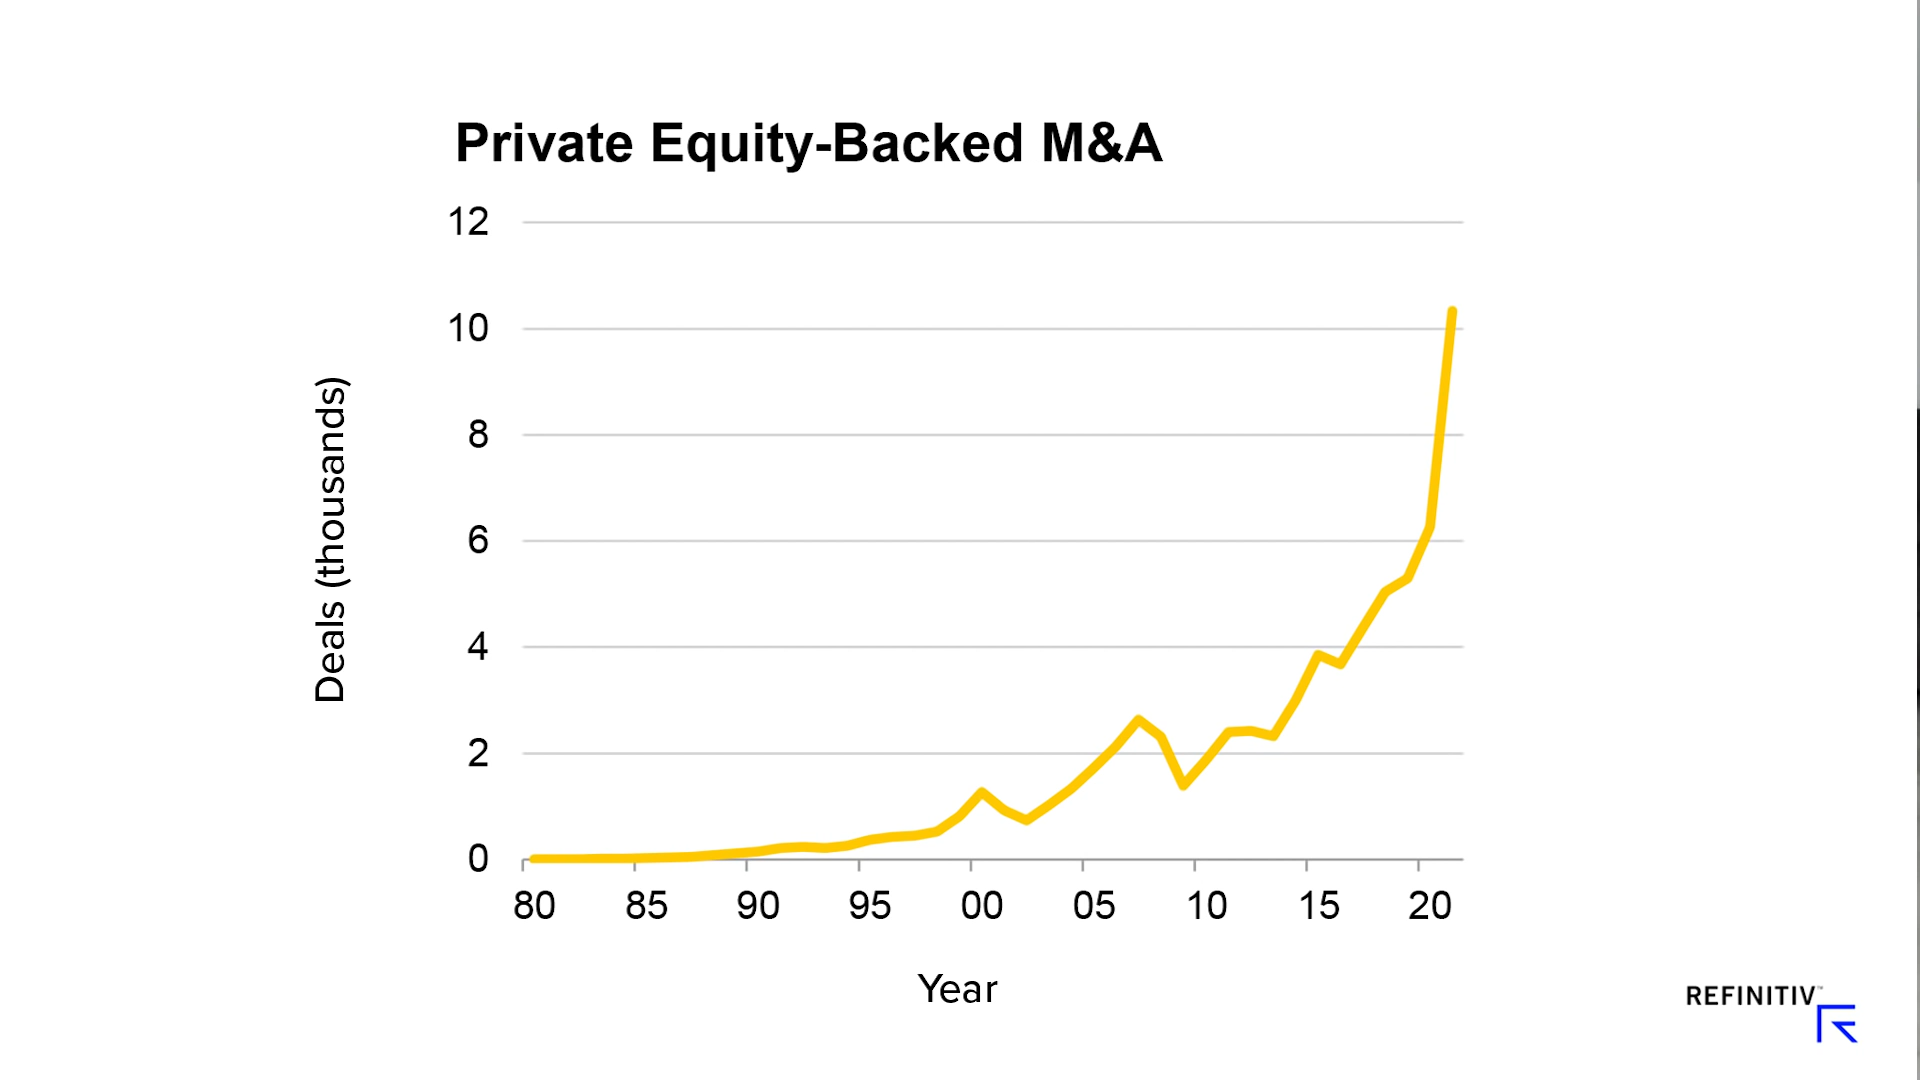 Private Equity-Backed M&A
12
10
8
6
4
2
0
Deals (thousands)
80 85 90 95 00 05 10 15 20
Year
REFINITIV™